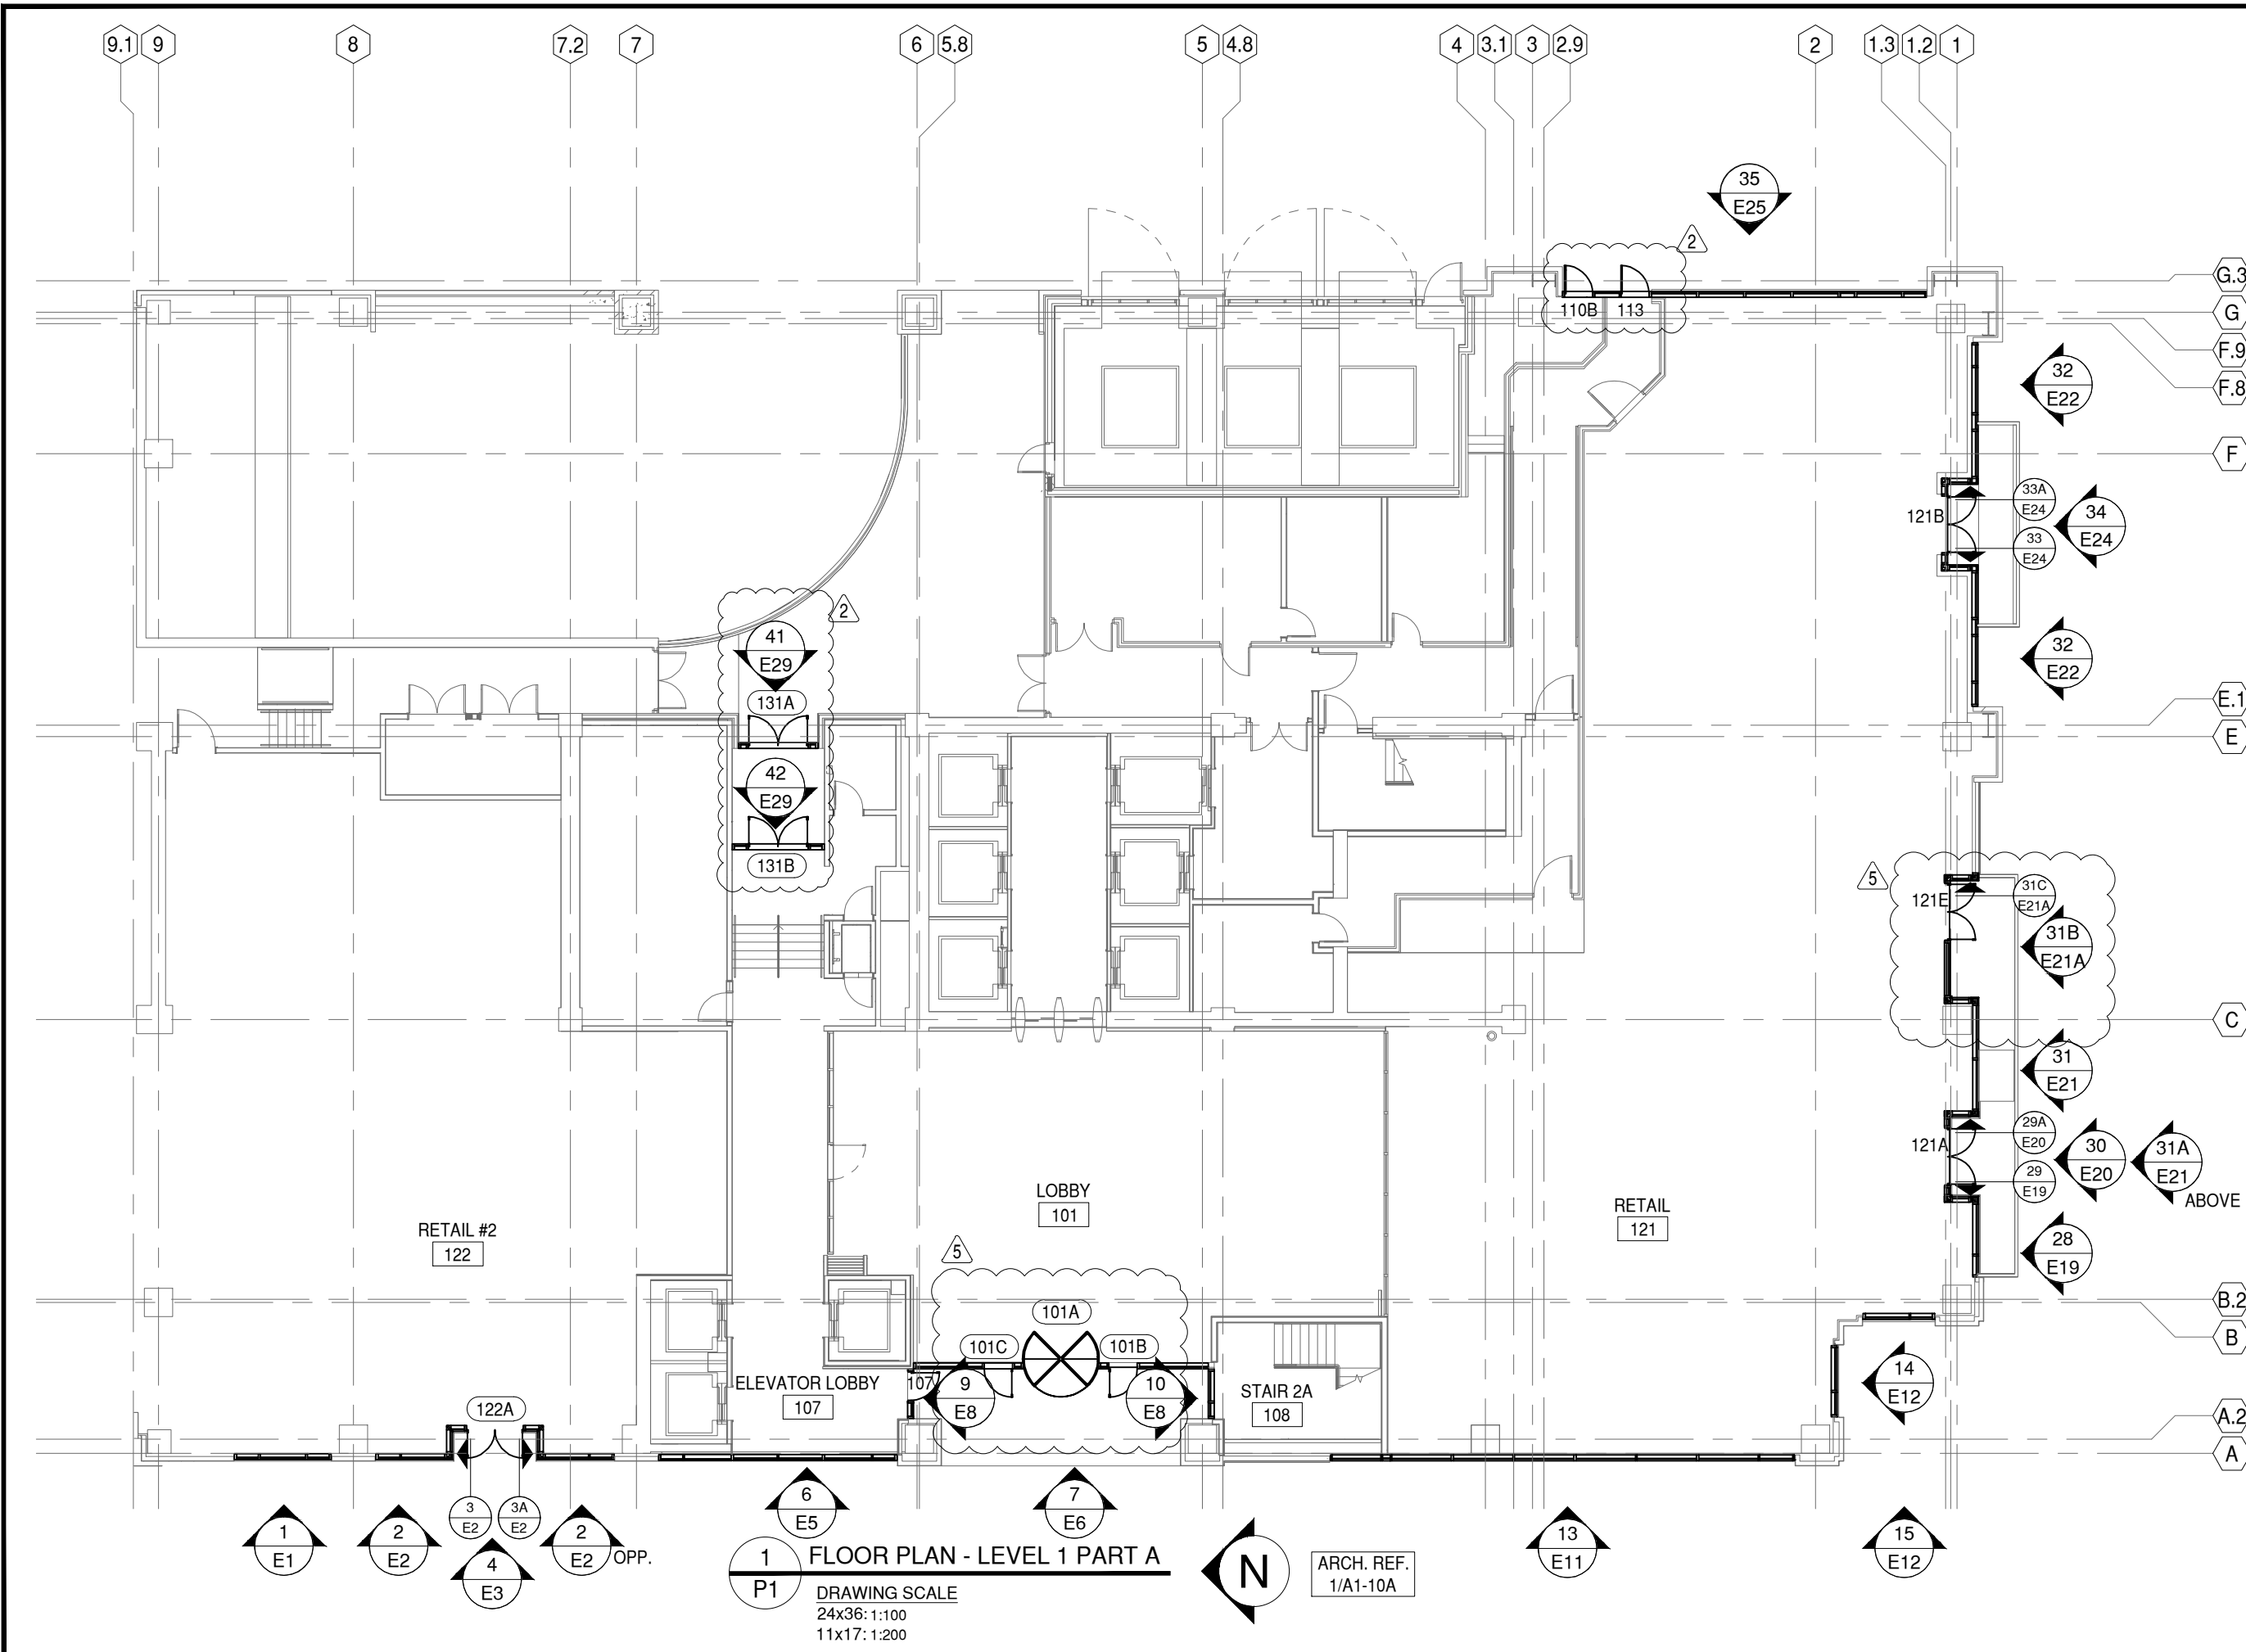 9.1
9
8
7.2
7
6
5.8
5
4.8
4
3.1
3
2.9
2
1.3
1.2
1
35
E25
2
G.3
110B
113
G
F.9
32
E22
F.8
F
33A
E24
121B
34
E24
33
E24
2
41
E29
32
E22
131A
E.1
E
42
E29
131B
5
121E
31C
E21A
31B
E21A
C
31
E21
29A
E20
121A
30
E20
31A
E21
29
E19
ABOVE
LOBBY
101
RETAIL
121
RETAIL #2
122
5
28
E19
B.2
101A
B
101C
101B
107
9
E8
10
E8
ELEVATOR LOBBY
107
STAIR 2A
108
14
E12
122A
A.2
A
3
E2
3A
E2
1
E1
2
E2
4
E3
2
E2
OPP.
6
E5
7
E6
13
E11
15
E12
1
P1
FLOOR PLAN - LEVEL 1 PART A
DRAWING SCALE
24x36: 1:100
11x17: 1:200
N
ARCH. REF.
1/A1-10A